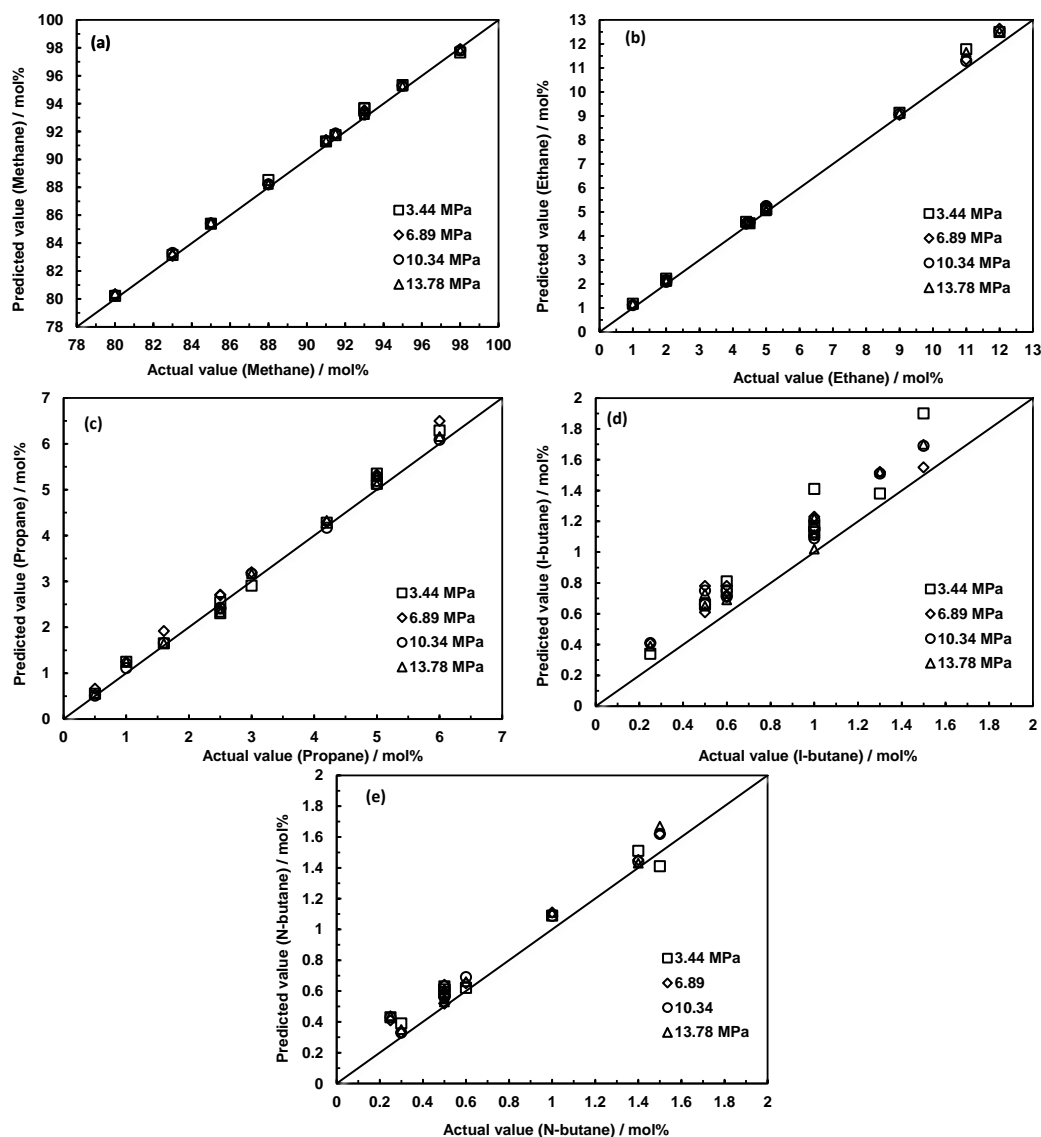 (a)
Predicted value (Methane) / mol%
100
98
96
94
92
90
88
86
84
82
80
78
3.44 MPa
6.89 MPa
10.34 MPa
13.78 MPa
78 80 82 84 86 88 90 92 94 96 98 100
Actual value (Methane) / mol%
(b)
Predicted value (Ethane) / mol%
13
12
11
10
9
8
7
6
5
4
3
2
1
0
3.44 MPa
6.89 MPa
10.34 MPa
13.78 MPa
0 1 2 3 4 5 6 7 8 9 10 11 12 13
Actual value (Ethane) / mol%
(c)
Predicted value (Propane) / mol%
7
6
5
4
3
2
1
0
3.44 MPa
6.89 MPa
10.34 MPa
13.78 MPa
0 1 2 3 4 5 6 7
Actual value (Propane) / mol%
(d)
Predicted value (I-butane) / mol%
2
1.8
1.6
1.4
1.2
1
0.8
0.6
0.4
0.2
0
3.44 MPa
6.89 MPa
10.34 MPa
13.78 MPa
0 0.2 0.4 0.6 0.8 1 1.2 1.4 1.6 1.8 2
Actual value (I-butane) / mol%
(e)
Predicted value (N-butane) / mol%
2
1.8
1.6
1.4
1.2
1
0.8
0.6
0.4
0.2
0
3.44 MPa
6.89
10.34
13.78 MPa
0 0.2 0.4 0.6 0.8 1 1.2 1.4 1.6 1.8 2
Actual value (N-butane) / mol%